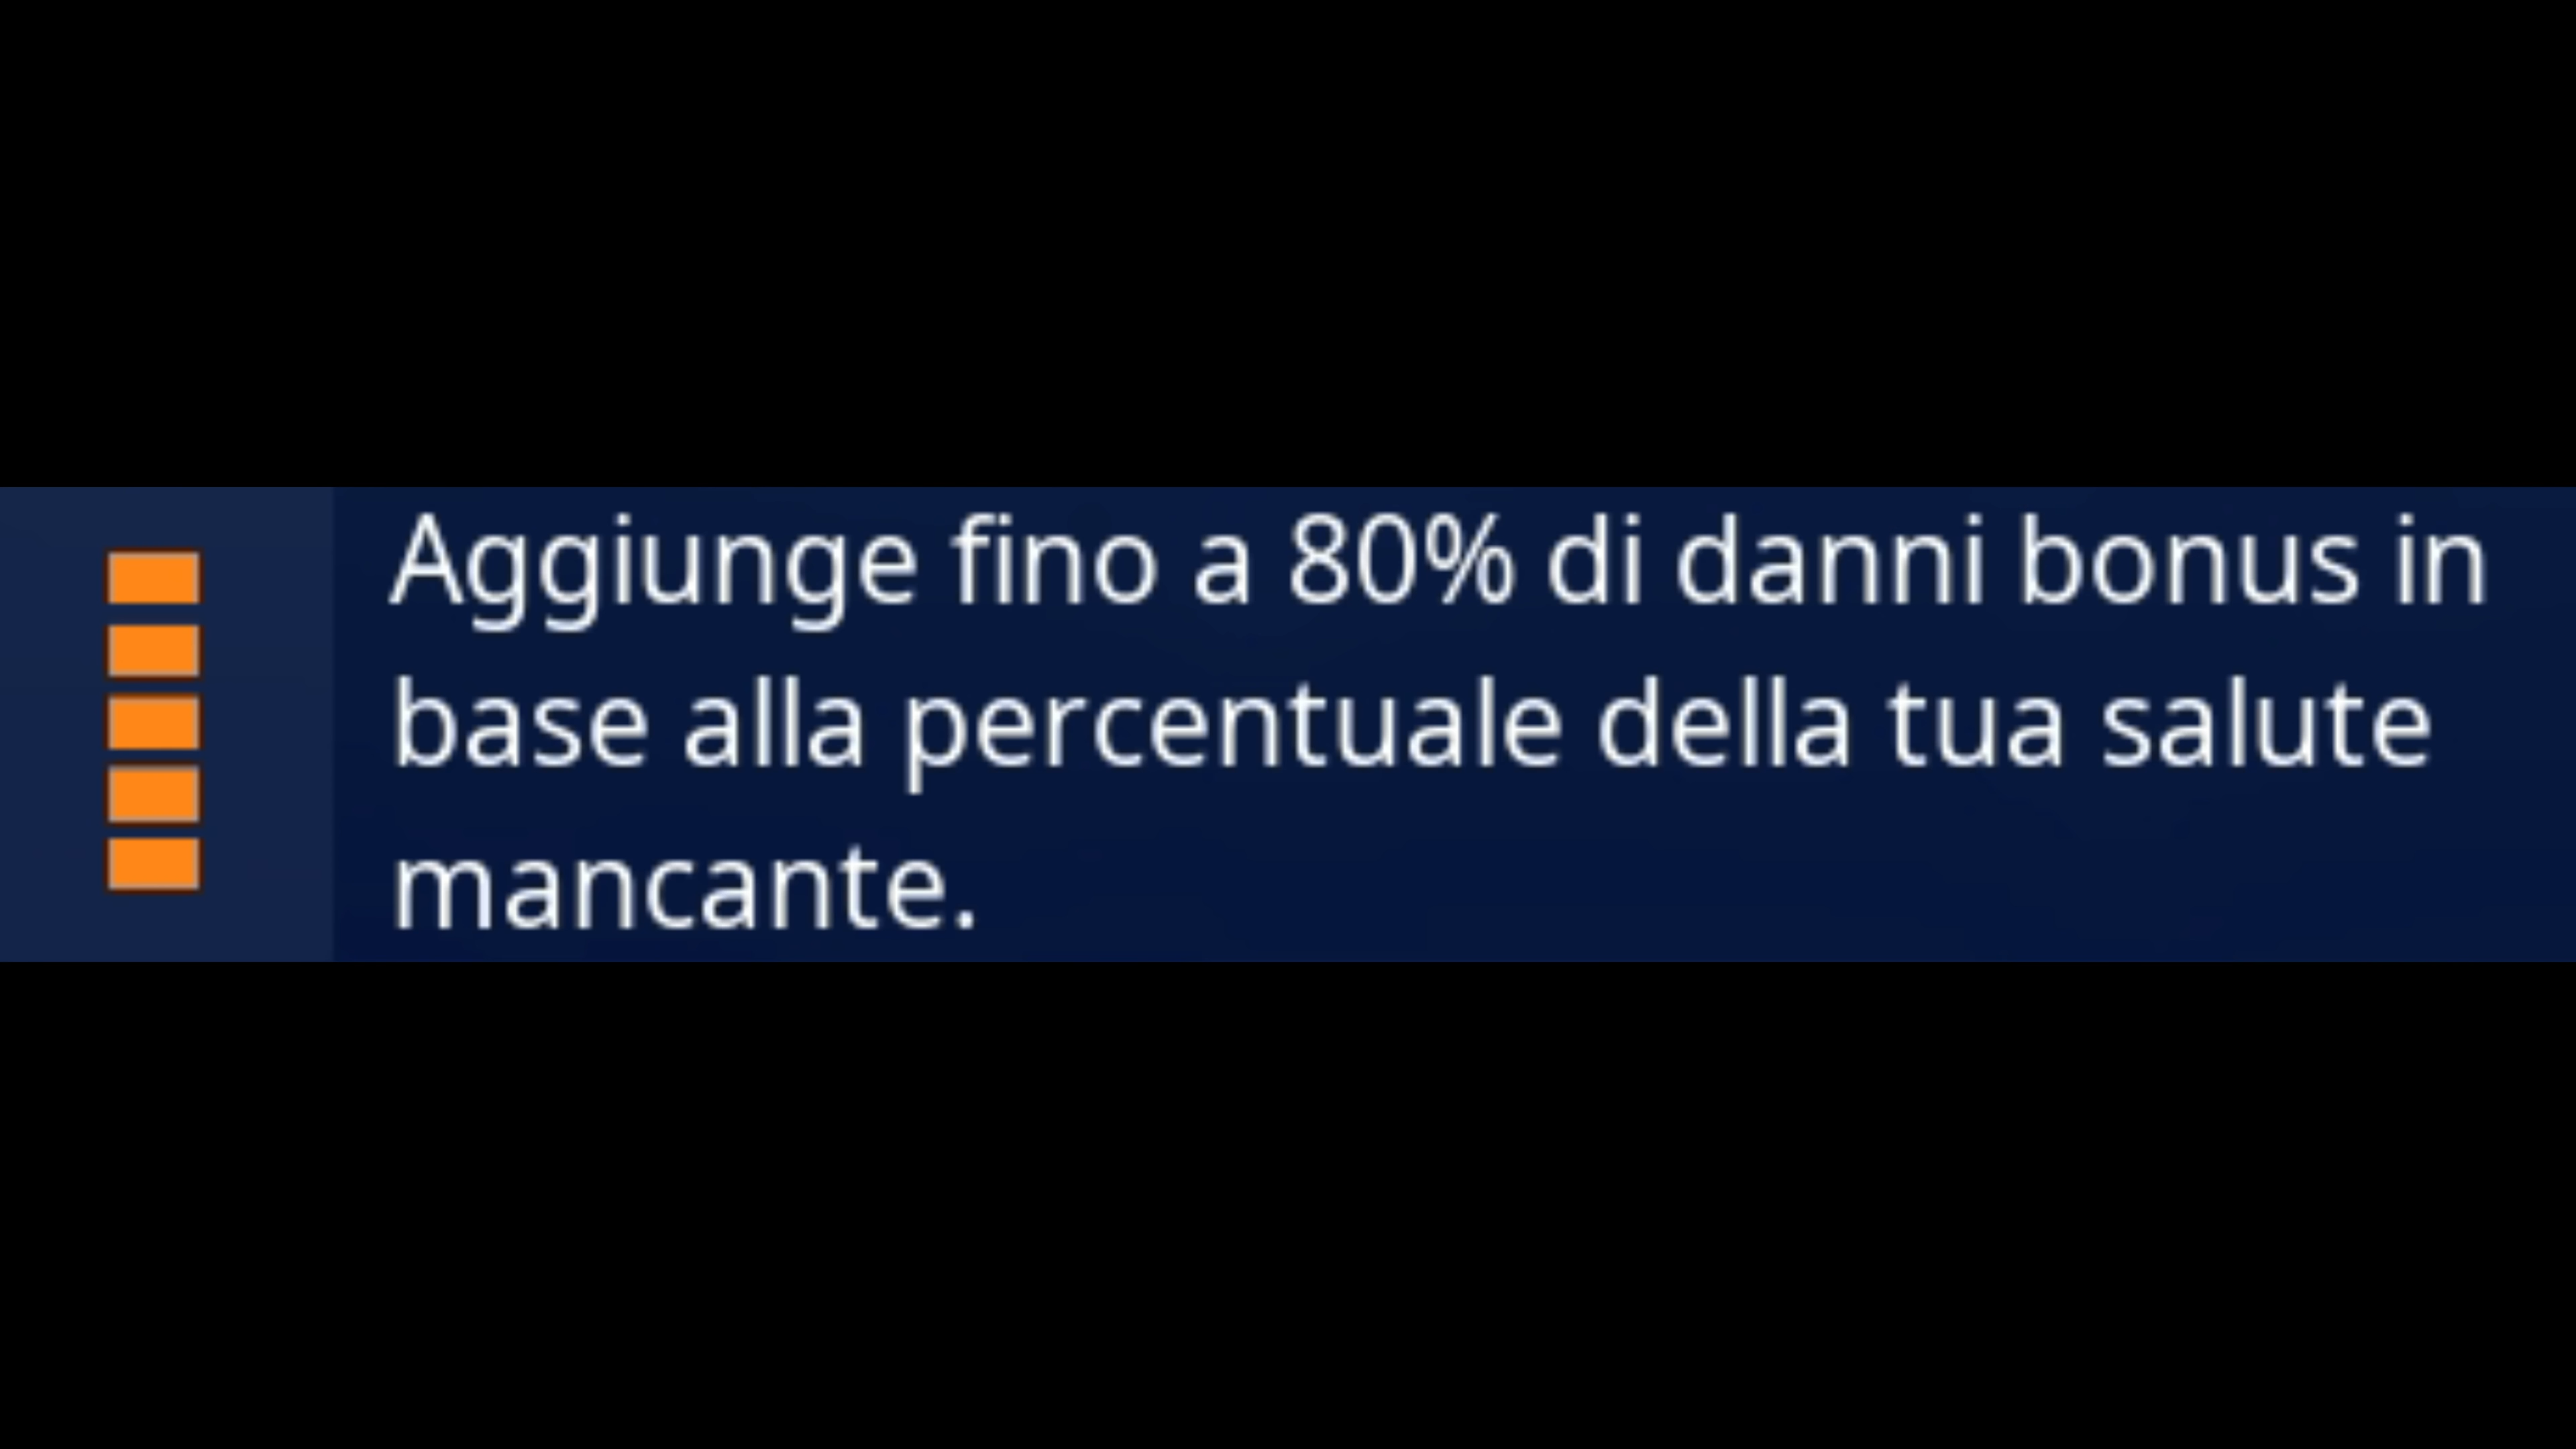 Aggiunge fino a 80% di danni bonus in
base alla percentuale della tua salute
mancante.